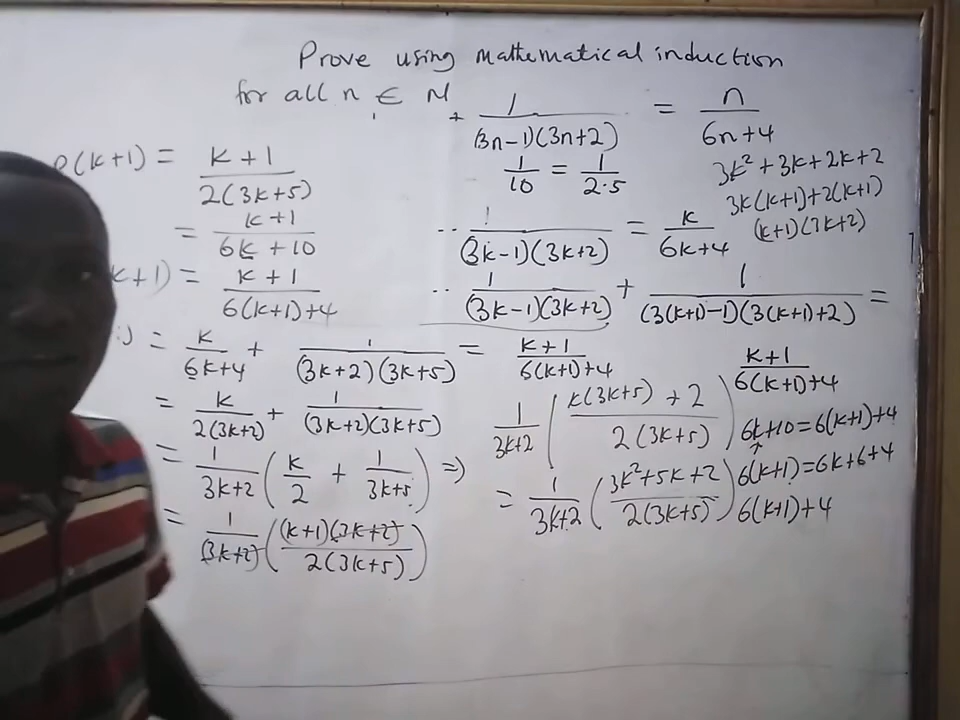 Prove using mathematical induction
for all n ∈ N
+ 1/((3n-1)(3n+2)) = n/(6n+4)
1/10 = 1/(2·5)
3k² + 3k + 2k + 2
3k(k+1)+2(k+1)
(k+1)(3k+2)
·· 1/((3k-1)(3k+2)) = k/(6k+4)
·· 1/((3k-1)(3k+2)) + 1/((3(k+1)-1)(3(k+1)+2)) =
(k+1)/(6(k+1)+4)
P(k+1) = (k+1)/(2(3k+5))
= (k+1)/(6k+10)
k+1) = (k+1)/(6(k+1)+4)
) = k/(6k+4) + 1/((3k+2)(3k+5)) = (k+1)/(6(k+1)+4)
= k/(2(3k+2)) + 1/((3k+2)(3k+5))
= 1/(3k+2) (k/2 + 1/(3k+5)) ⇒
1/(3k+2) ((k(3k+5)+2)/(2(3k+5)))
= 1/(3k+2) ((3k²+5k+2)/(2(3k+5)))
= 1/(3k+2) (((k+1)(3k+2))/(2(3k+5)))
6k+10=6(k+1)+4
6(k+1)=6k+6+4
6(k+1)+4